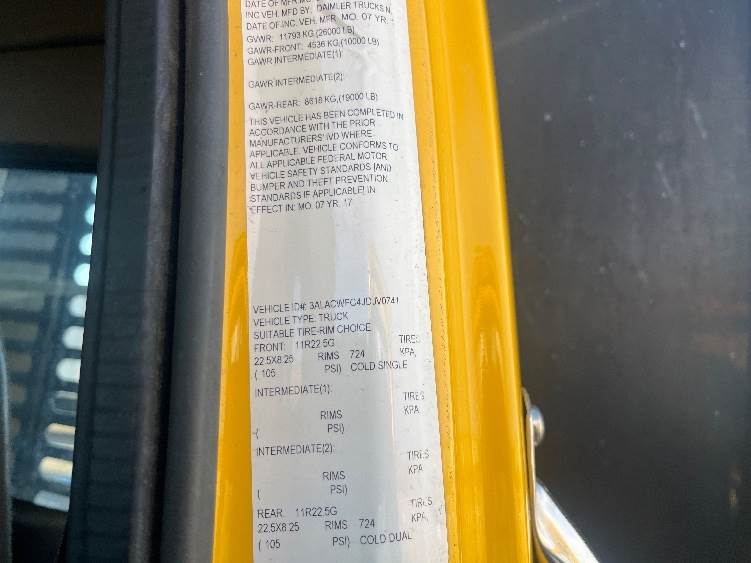 DATE OF MFR MO
INC VEH. MFD BY: DAIMLER TRUCKS N.
DATE OF INC. VEH. MFR. MO. 07 YR.
GVWR: 11793 KG,(26000 LB)
GAWR-FRONT: 4536 KG,(10000 LB)
GAWR INTERMEDIATE(1):
GAWR INTERMEDIATE(2):
GAWR-REAR: 8618 KG,(19000 LB)
THIS VEHICLE HAS BEEN COMPLETED IN
ACCORDANCE WITH THE PRIOR
MANUFACTURERS' IVD WHERE
APPLICABLE. VEHICLE CONFORMS TO
ALL APPLICABLE FEDERAL MOTOR
VEHICLE SAFETY STANDARDS [AND
BUMPER AND THEFT PREVENTION
STANDARDS IF APPLICABLE] IN
EFFECT IN: MO. 07 YR. 17
VEHICLE ID#: 3ALACWFC4JDJV0741
VEHICLE TYPE: TRUCK
SUITABLE TIRE-RIM CHOICE
FRONT: 11R22.5G TIRES
22.5X8.25 RIMS 724 KPA,
( 105 PSI) COLD SINGLE
INTERMEDIATE(1): TIRES
RIMS KPA
( PSI)
INTERMEDIATE(2): TIRES
RIMS KPA
( PSI)
REAR: 11R22.5G TIRES
22.5X8.25 RIMS 724 KPA,
( 105 PSI) COLD DUAL